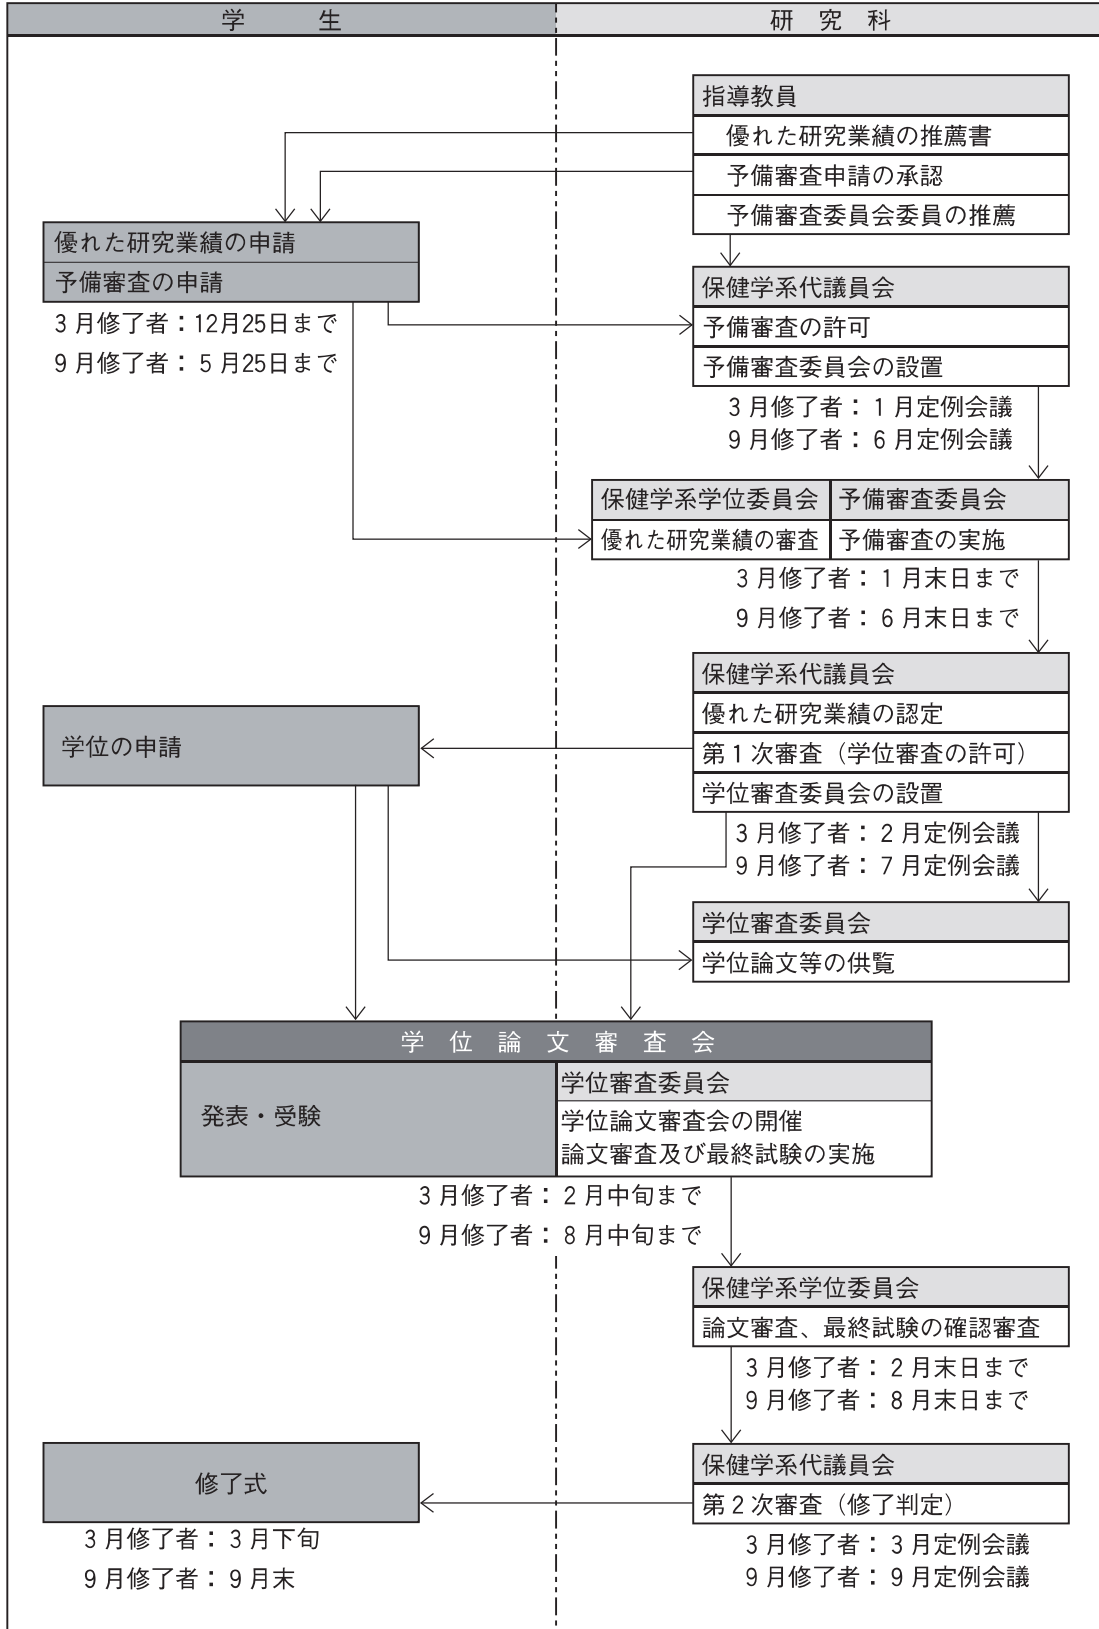 学　生
研　究　科
指導教員
優れた研究業績の推薦書
予備審査申請の承認
予備審査委員会委員の推薦
優れた研究業績の申請
予備審査の申請
3月修了者：12月25日まで
9月修了者：5月25日まで
保健学系代議員会
予備審査の許可
予備審査委員会の設置
3月修了者：1月定例会議
9月修了者：6月定例会議
保健学系学位委員会
優れた研究業績の審査
予備審査委員会
予備審査の実施
3月修了者：1月末日まで
9月修了者：6月末日まで
保健学系代議員会
優れた研究業績の認定
第1次審査（学位審査の許可）
学位審査委員会の設置
学位の申請
3月修了者：2月定例会議
9月修了者：7月定例会議
学位審査委員会
学位論文等の供覧
学　位　論　文　審　査　会
発表・受験
学位審査委員会
学位論文審査会の開催
論文審査及び最終試験の実施
3月修了者：2月中旬まで
9月修了者：8月中旬まで
保健学系学位委員会
論文審査、最終試験の確認審査
3月修了者：2月末日まで
9月修了者：8月末日まで
保健学系代議員会
第2次審査（修了判定）
3月修了者：3月定例会議
9月修了者：9月定例会議
修了式
3月修了者：3月下旬
9月修了者：9月末